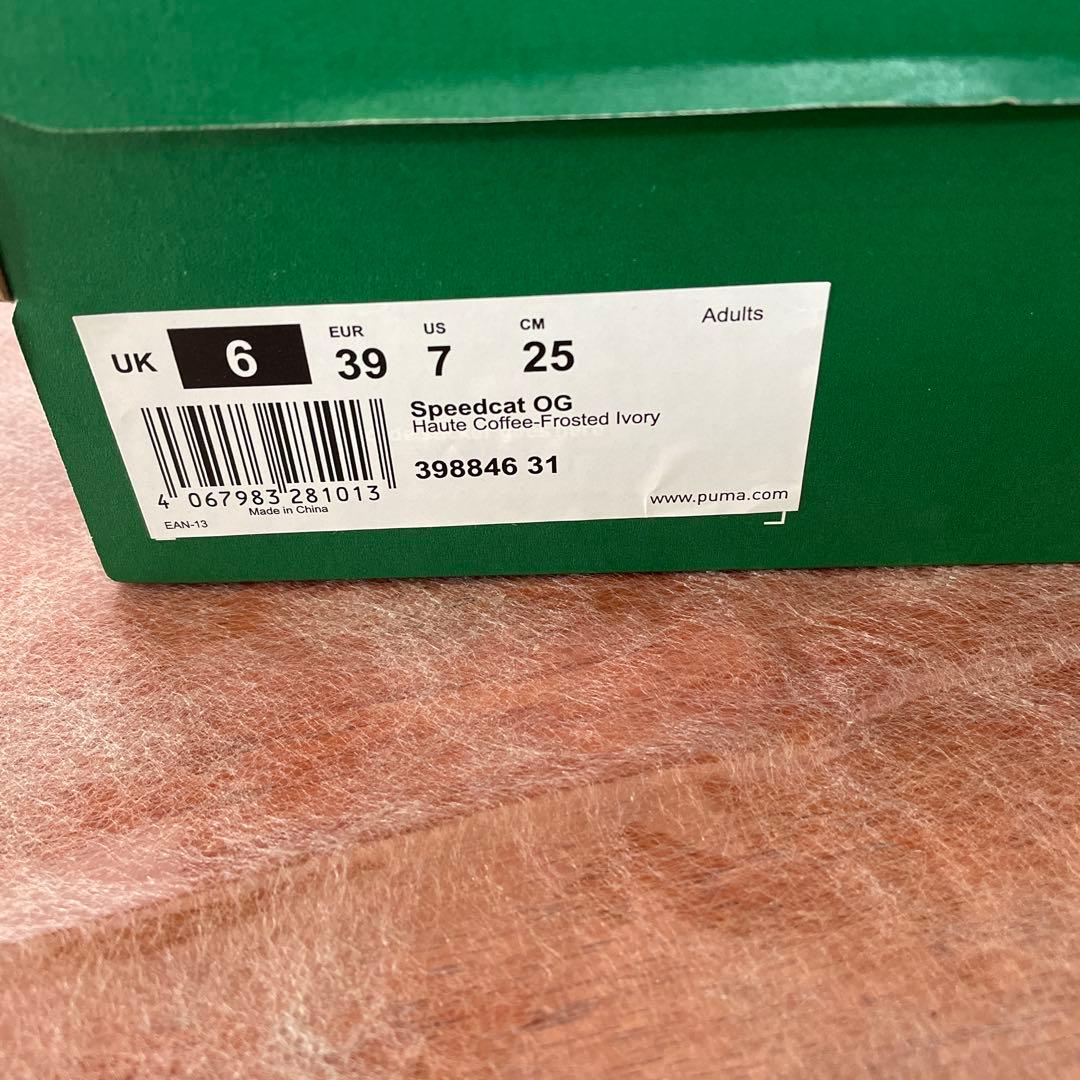 Adults
UK 6 EUR 39 US 7 CM 25
Speedcat OG
Haute Coffee-Frosted Ivory
398846 31
4 067983 281013
Made in China
EAN-13
www.puma.com